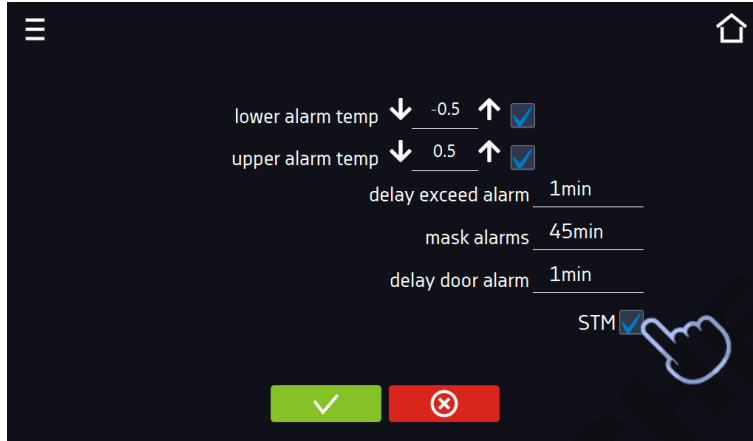 lower alarm temp -0.5
upper alarm temp 0.5
delay exceed alarm 1min
mask alarms 45min
delay door alarm 1min
STM